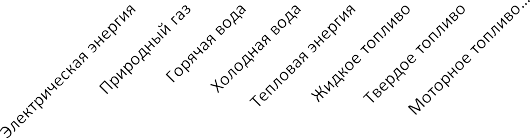 Электрическая энергия
Природный газ
Горячая вода
Холодная вода
Тепловая энергия
Жидкое топливо
Твердое топливо
Моторное топливо...